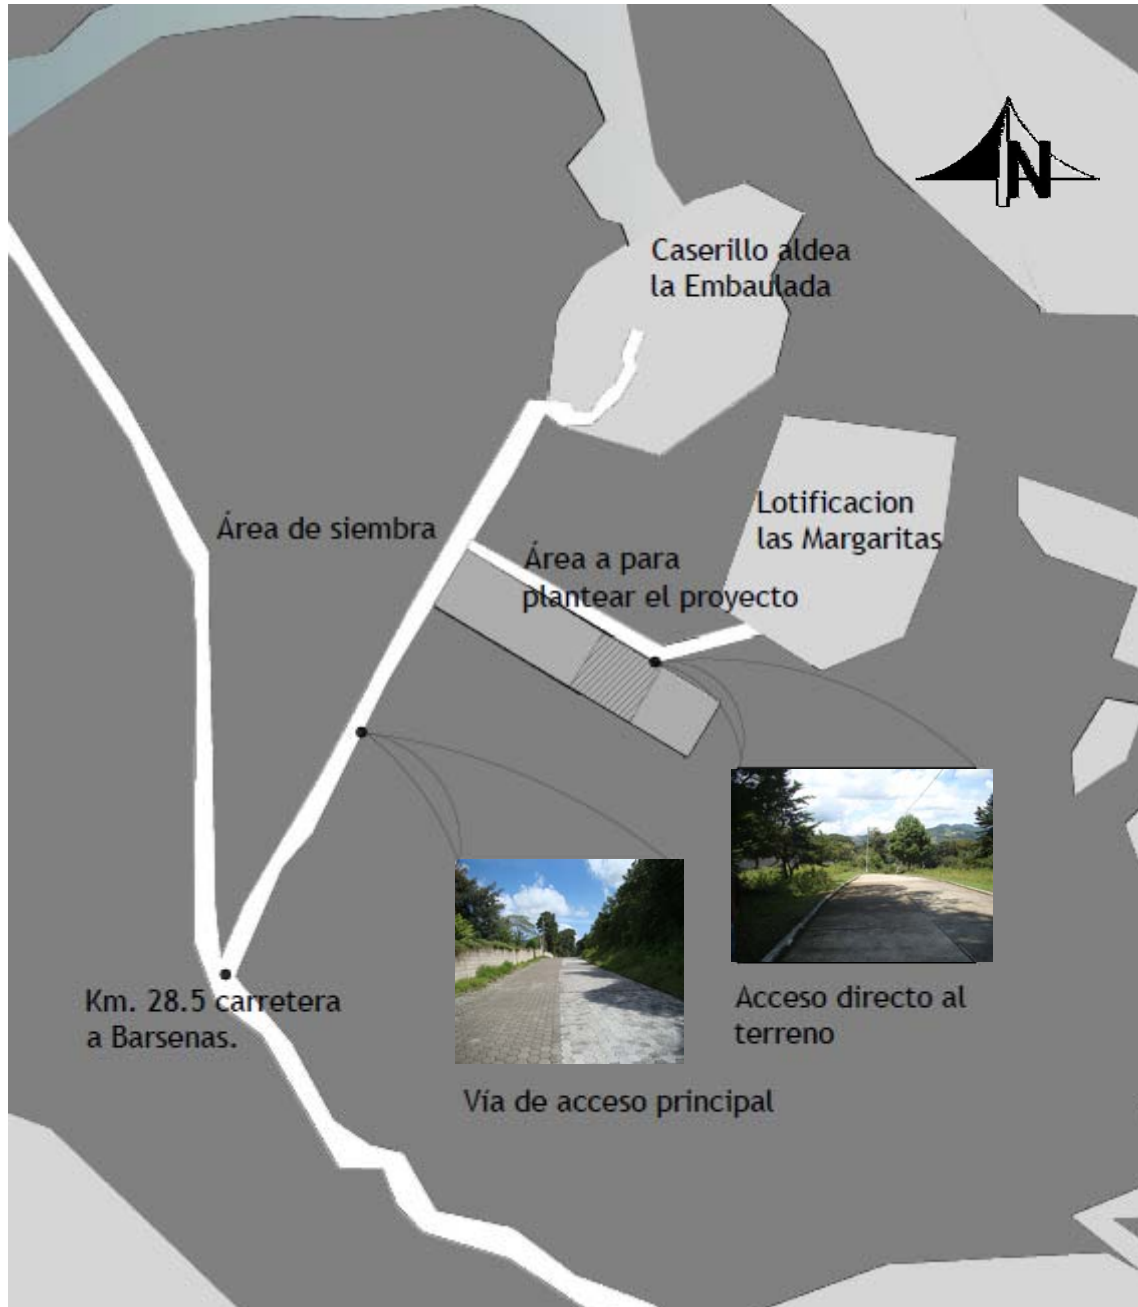 N
Caserillo aldea
la Embaulada
Lotificacion
las Margaritas
Área de siembra
Área a para
plantear el proyecto
Km. 28.5 carretera
a Barsenas.
Acceso directo al
terreno
Vía de acceso principal